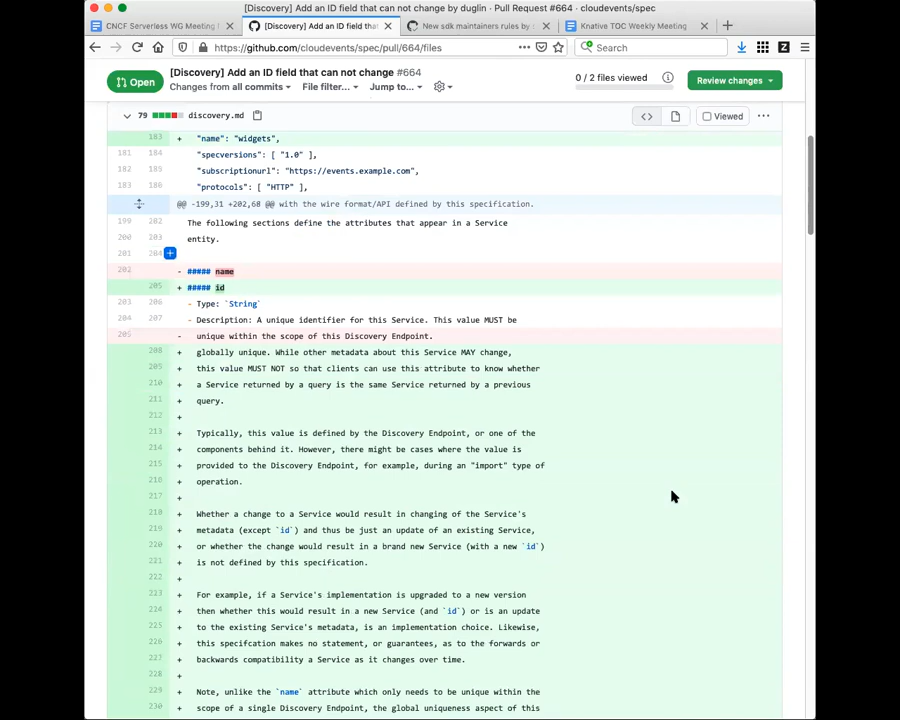 [Discovery] Add an ID field that can not change by duglin · Pull Request #664 · cloudevents/spec
CNCF Serverless WG Meeting
[Discovery] Add an ID field that
New sdk maintainers rules by
Knative TOC Weekly Meeting
https://github.com/cloudevents/spec/pull/664/files
Search
Open
[Discovery] Add an ID field that can not change #664
Changes from all commits
File filter...
Jump to...
0 / 2 files viewed
Review changes
79 discovery.md
Viewed
183 + "name": "widgets",
181 184 "specversions": [ "1.0" ],
182 185 "subscriptionurl": "https://events.example.com",
183 186 "protocols": [ "HTTP" ],
@@ -199,31 +202,68 @@ with the wire format/API defined by this specification.
199 202 The following sections define the attributes that appear in a Service
200 203 entity.
201 204
202 - ##### name
205 + ##### id
203 206 - Type: `String`
204 207 - Description: A unique identifier for this Service. This value MUST be
205 - unique within the scope of this Discovery Endpoint.
208 + globally unique. While other metadata about this Service MAY change,
209 + this value MUST NOT so that clients can use this attribute to know whether
210 + a Service returned by a query is the same Service returned by a previous
211 + query.
212 +
213 + Typically, this value is defined by the Discovery Endpoint, or one of the
214 + components behind it. However, there might be cases where the value is
215 + provided to the Discovery Endpoint, for example, during an "import" type of
216 + operation.
217 +
218 + Whether a change to a Service would result in changing of the Service's
219 + metadata (except `id`) and thus be just an update of an existing Service,
220 + or whether the change would result in a brand new Service (with a new `id`)
221 + is not defined by this specification.
222 +
223 + For example, if a Service's implementation is upgraded to a new version
224 + then whether this would result in a new Service (and `id`) or is an update
225 + to the existing Service's metadata, is an implementation choice. Likewise,
226 + this specifcation makes no statement, or guarantees, as to the forwards or
227 + backwards compatibility a Service as it changes over time.
228 +
229 + Note, unlike the `name` attribute which only needs to be unique within the
230 + scope of a single Discovery Endpoint, the global uniqueness aspect of this